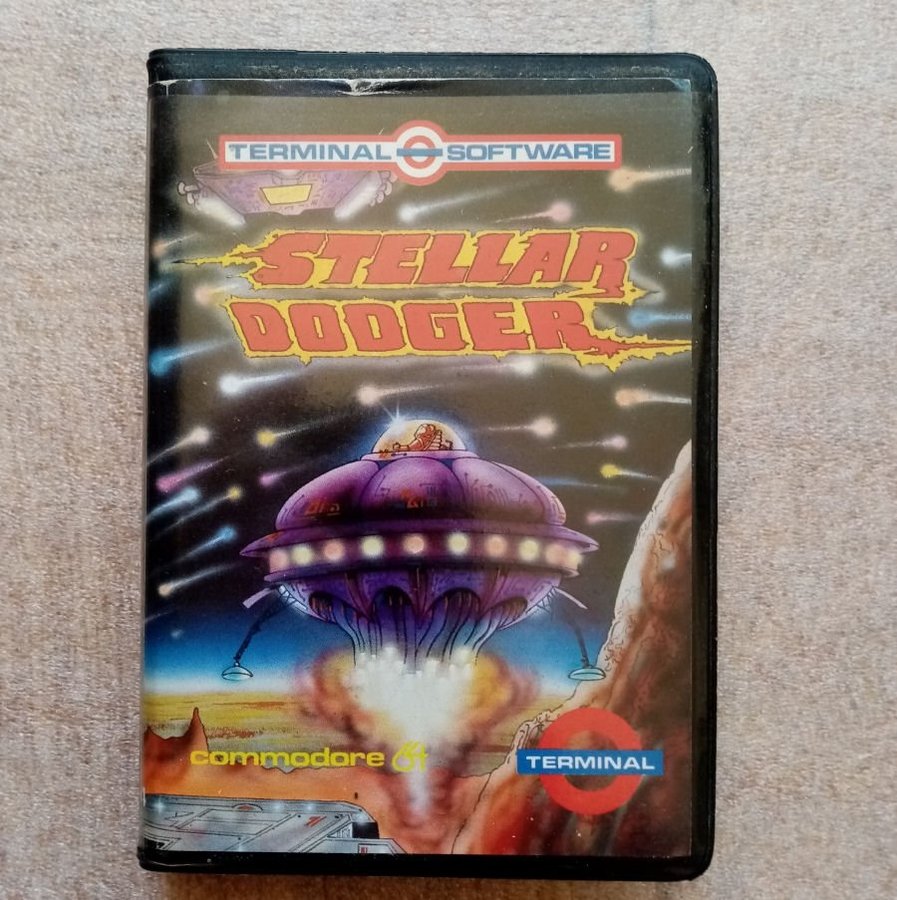 TERMINAL SOFTWARE
STELLAR
DODGER
commodore 64
TERMINAL